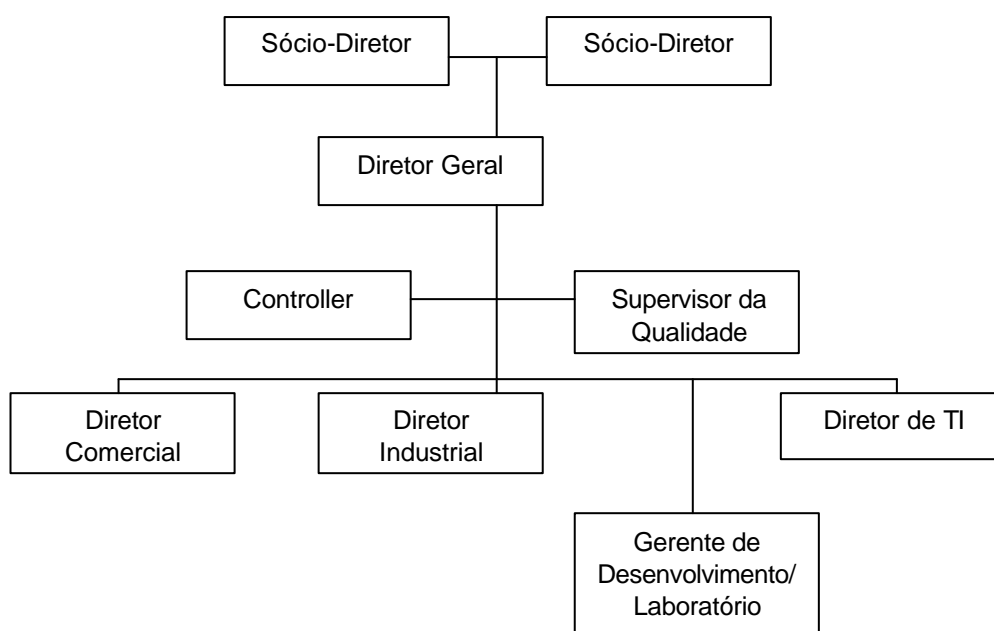 Sócio-Diretor
Sócio-Diretor
Diretor Geral
Controller
Supervisor da
Qualidade
Diretor
Comercial
Diretor
Industrial
Diretor de TI
Gerente de
Desenvolvimento/
Laboratório